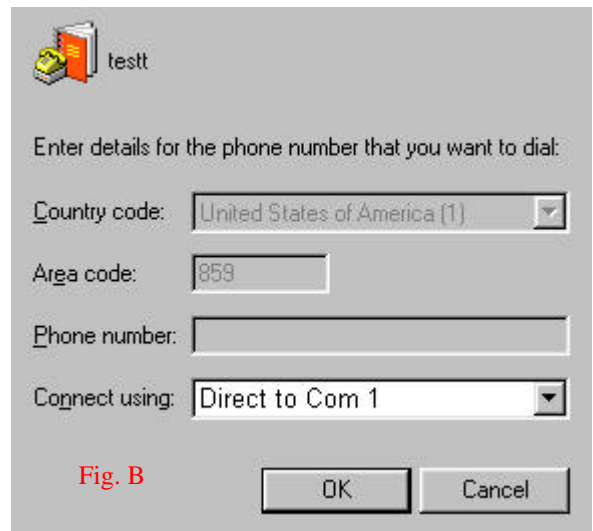 testt
Enter details for the phone number that you want to dial:
Country code: United States of America (1)
Area code: 859
Phone number:
Connect using: Direct to Com 1
Fig. B OK Cancel